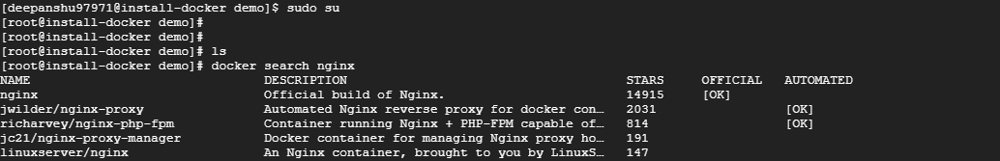 [deepanshu97971@install-docker demo]$ sudo su
[root@install-docker demo]#
[root@install-docker demo]#
[root@install-docker demo]# ls
[root@install-docker demo]# docker search nginx
NAME DESCRIPTION STARS OFFICIAL AUTOMATED
nginx Official build of Nginx. 14915 [OK]
jwilder/nginx-proxy Automated Nginx reverse proxy for docker con… 2031 [OK]
richarvey/nginx-php-fpm Container running Nginx + PHP-FPM capable of… 814 [OK]
jc21/nginx-proxy-manager Docker container for managing Nginx proxy ho… 191
linuxserver/nginx An Nginx container, brought to you by LinuxS… 147